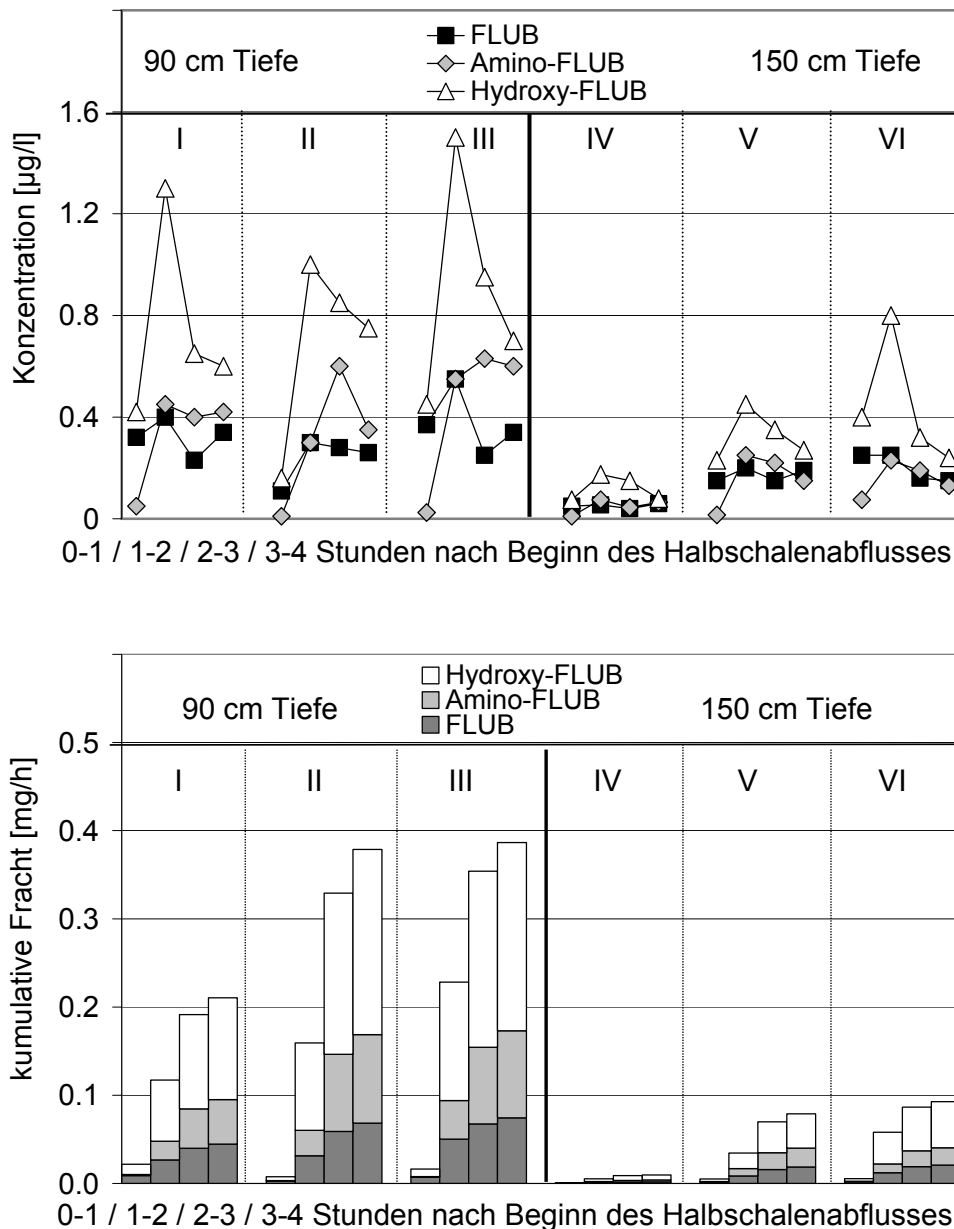 FLUB
90 cm Tiefe
Amino-FLUB
150 cm Tiefe
Hydroxy-FLUB
Konzentration [µg/l]
1.6
1.2
0.8
0.4
0
I
II
III
IV
V
VI
0-1 / 1-2 / 2-3 / 3-4 Stunden nach Beginn des Halbschalenabflusses
Hydroxy-FLUB
90 cm Tiefe
Amino-FLUB
150 cm Tiefe
FLUB
kumulative Fracht [mg/h]
0.5
0.4
0.3
0.2
0.1
0.0
I
II
III
IV
V
VI
0-1 / 1-2 / 2-3 / 3-4 Stunden nach Beginn des Halbschalenabflusses